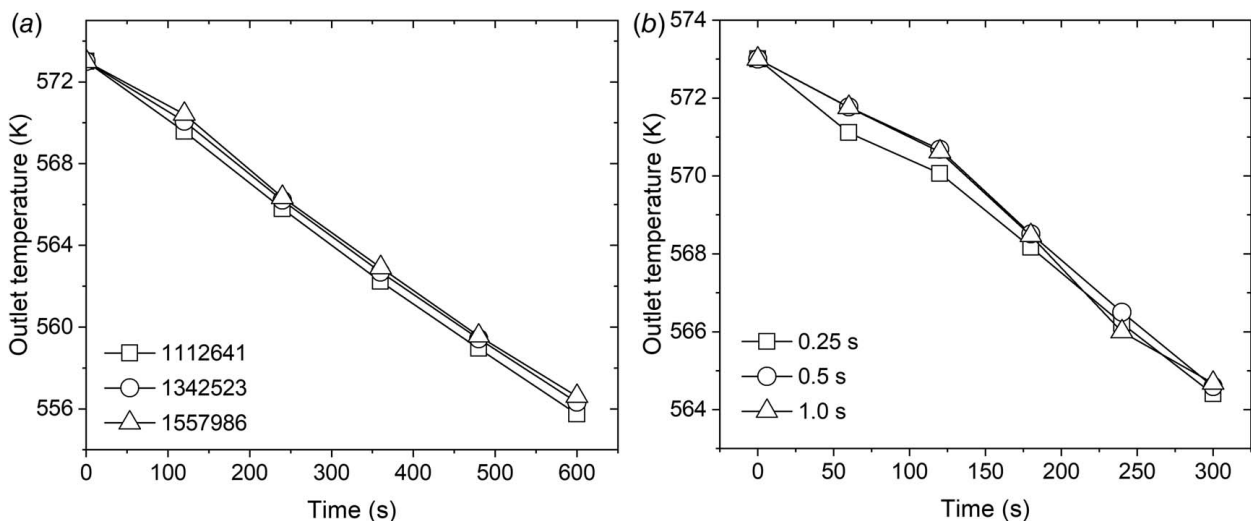 (a)
Outlet temperature (K)
572
568
564
560
556
1112641
1342523
1557986
0 100 200 300 400 500 600
Time (s)
(b)
Outlet temperature (K)
574
572
570
568
566
564
0.25 s
0.5 s
1.0 s
0 50 100 150 200 250 300
Time (s)